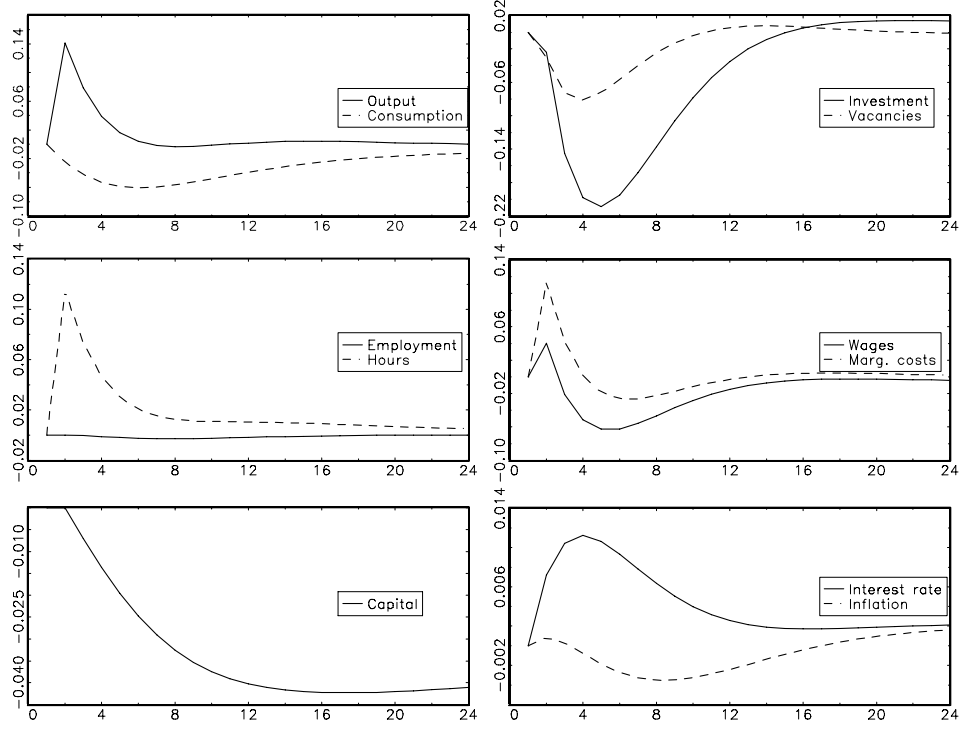 0.14
0.06
-0.02
-0.10
Output
Consumption
0 4 8 12 16 20 24
0.02
-0.06
-0.14
-0.22
Investment
Vacancies
0 4 8 12 16 20 24
0.14
0.10
0.06
0.02
-0.02
Employment
Hours
0 4 8 12 16 20 24
0.14
0.06
-0.02
-0.10
Wages
Marg. costs
0 4 8 12 16 20 24
-0.010
-0.025
-0.040
Capital
0 4 8 12 16 20 24
0.014
0.006
-0.002
Interest rate
Inflation
0 4 8 12 16 20 24